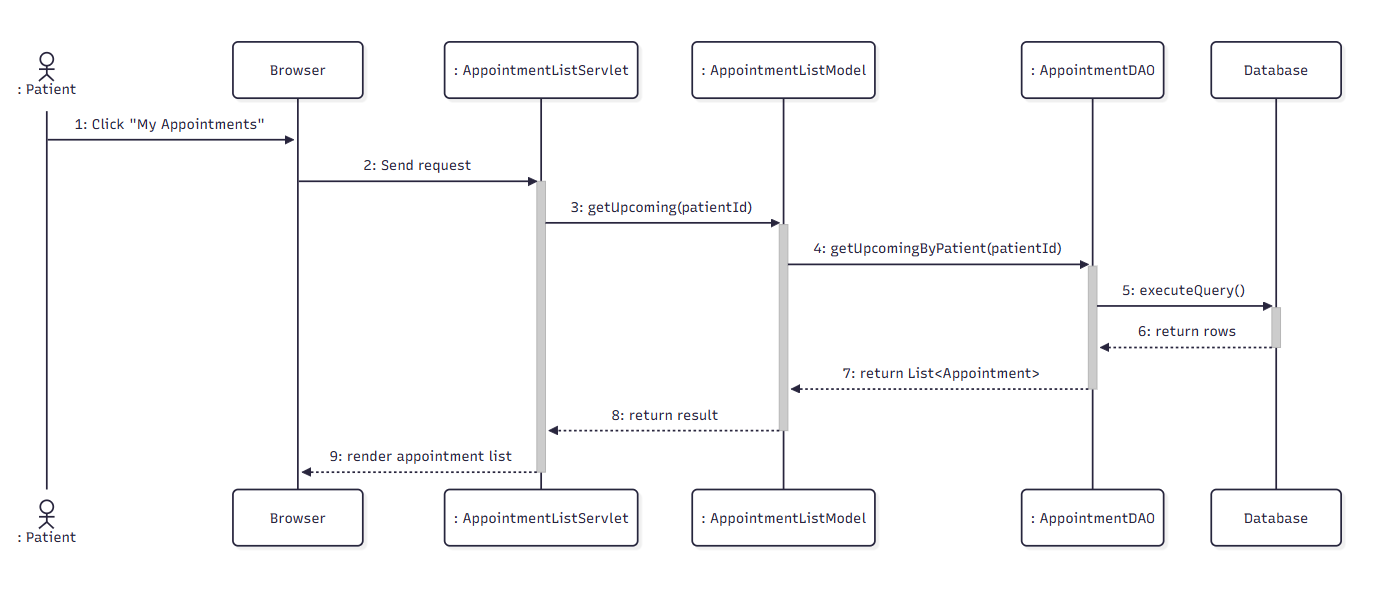 : Patient
Browser
: AppointmentListServlet
: AppointmentListModel
: AppointmentDAO
Database
1: Click "My Appointments"
2: Send request
3: getUpcoming(patientId)
4: getUpcomingByPatient(patientId)
5: executeQuery()
6: return rows
7: return List<Appointment>
8: return result
9: render appointment list
: Patient
Browser
: AppointmentListServlet
: AppointmentListModel
: AppointmentDAO
Database